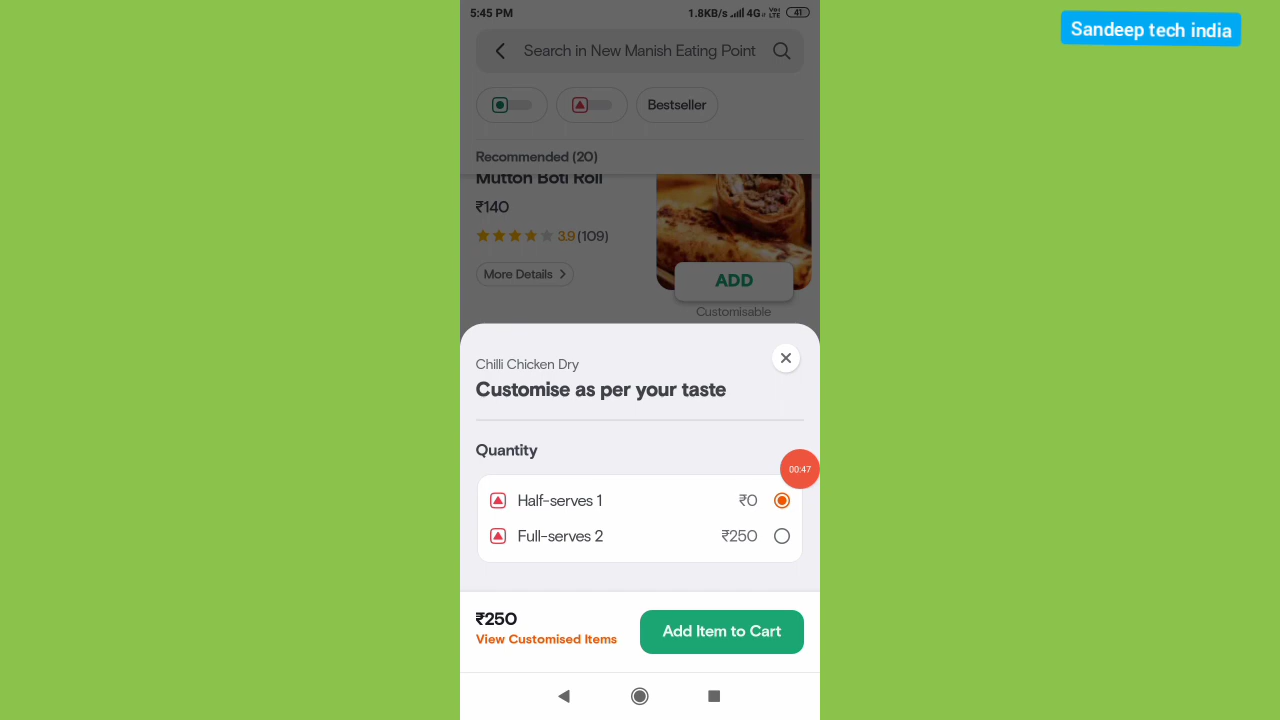 Sandeep tech india
5:45 PM
1.8KB/s 4G VoLTE 41
Search in New Manish Eating Point
Bestseller
Recommended (20)
Mutton Boti Roll
₹140
3.9 (109)
More Details
ADD
Customisable
Chilli Chicken Dry
Customise as per your taste
Quantity
00:47
Half-serves 1 ₹0
Full-serves 2 ₹250
₹250
View Customised Items
Add Item to Cart